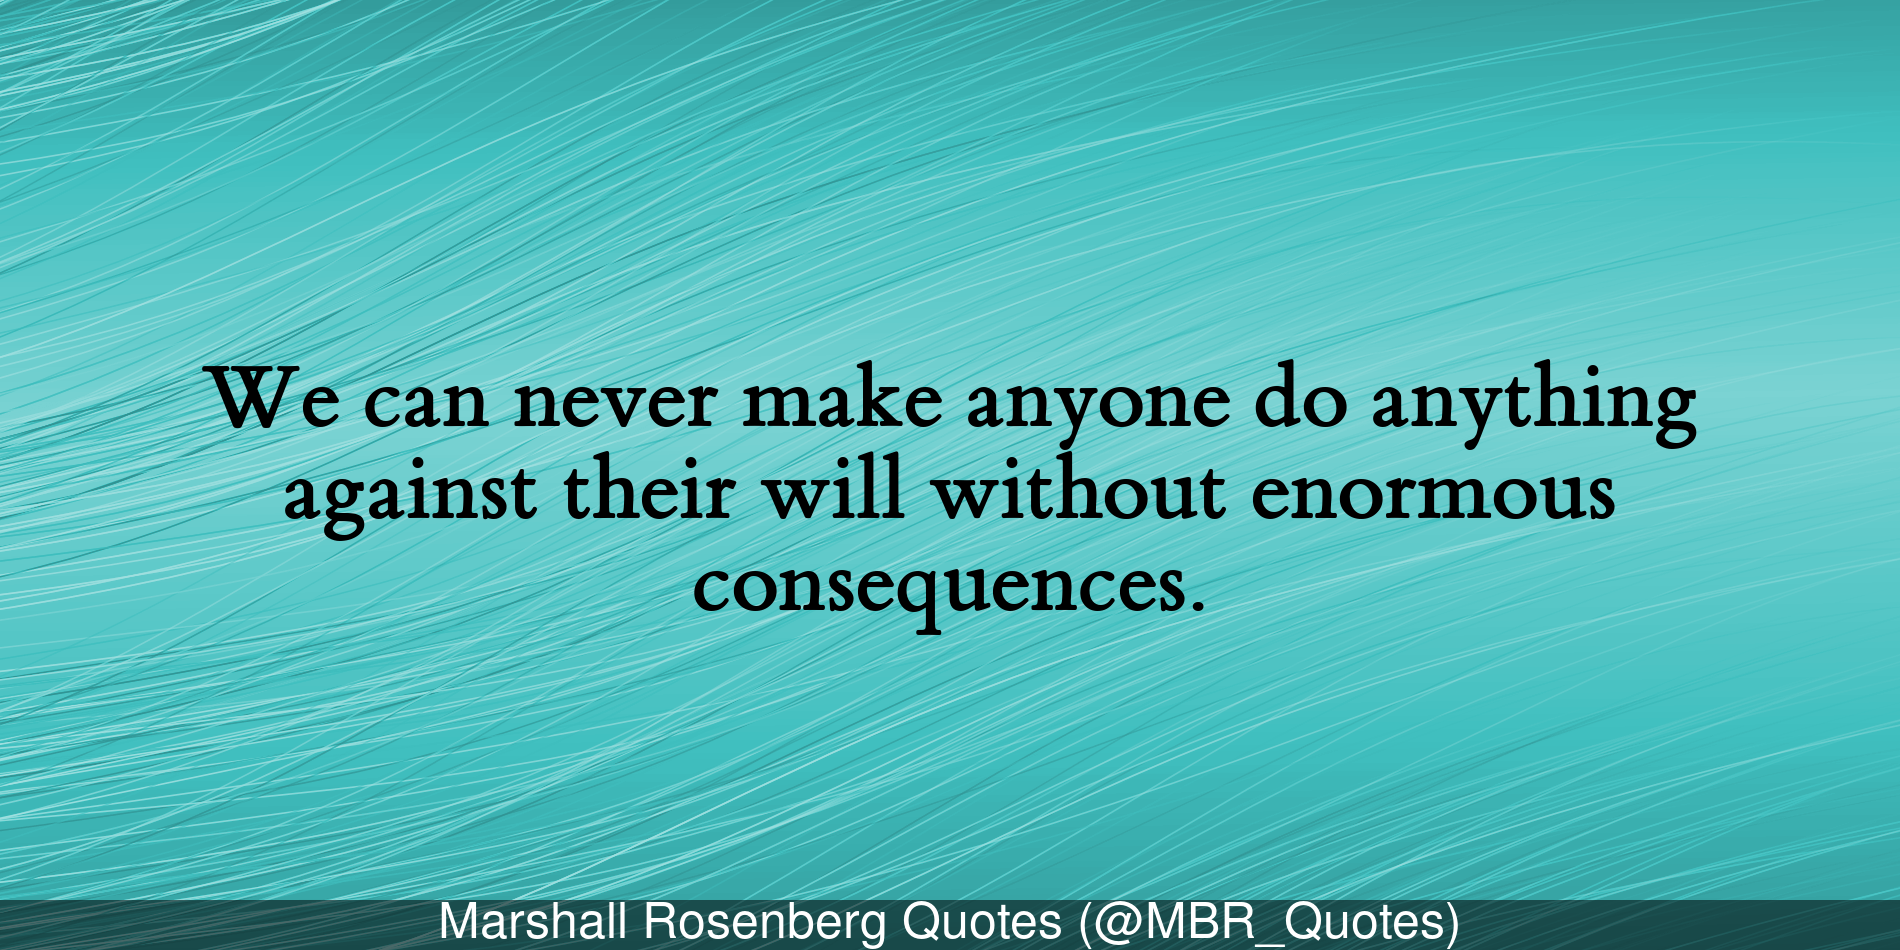 We can never make anyone do anything
against their will without enormous
consequences.
Marshall Rosenberg Quotes (@MBR_Quotes)